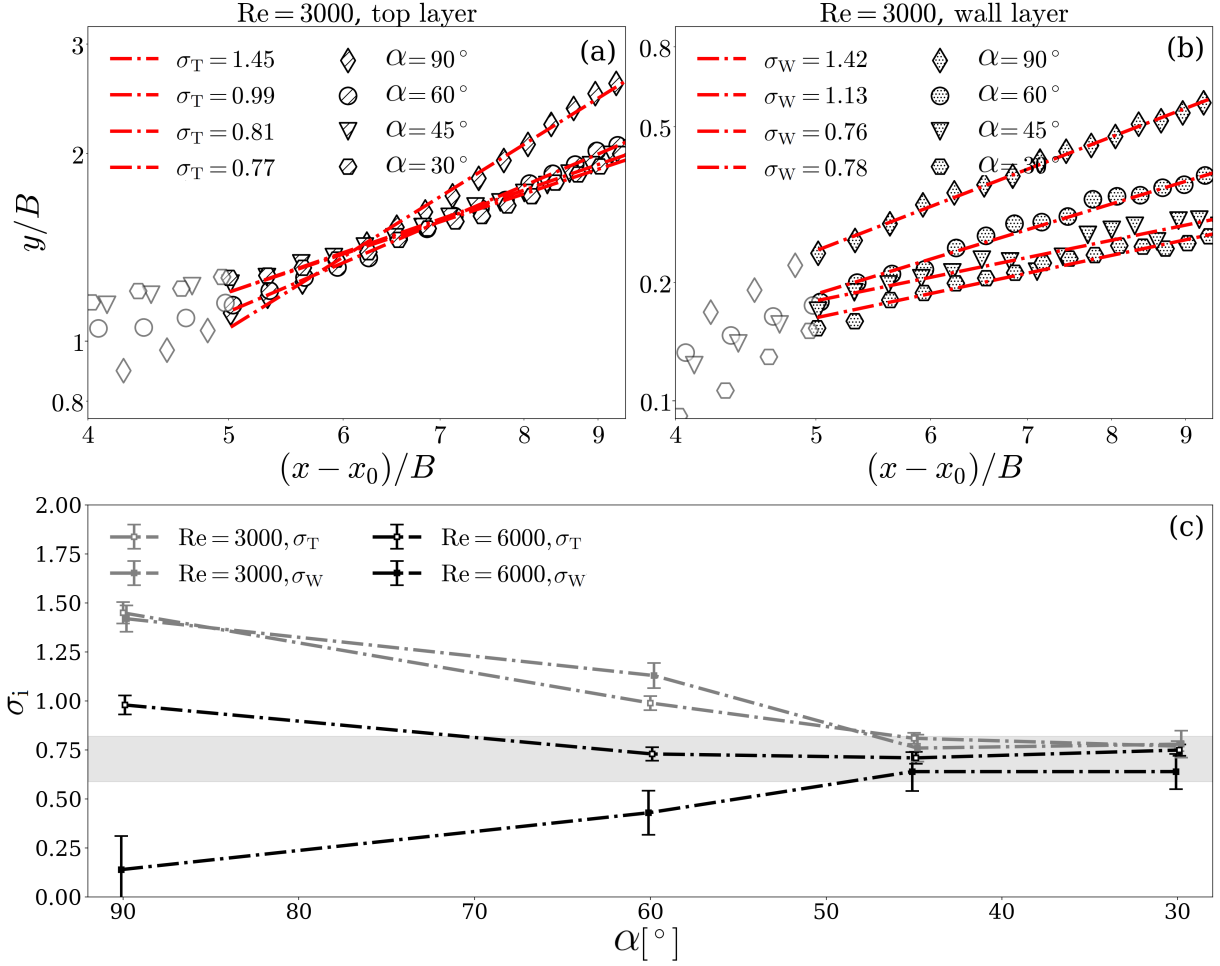 Re = 3000, top layer
(a)
σT = 1.45 α = 90°
σT = 0.99 α = 60°
σT = 0.81 α = 45°
σT = 0.77 α = 30°
3
2
1
0.8
y/B
4 5 6 7 8 9
(x − x0)/B
Re = 3000, wall layer
(b)
σW = 1.42 α = 90°
σW = 1.13 α = 60°
σW = 0.76 α = 45°
σW = 0.78 α = 30°
0.8
0.5
0.2
0.1
4 5 6 7 8 9
(x − x0)/B
(c)
Re = 3000, σT Re = 6000, σT
Re = 3000, σW Re = 6000, σW
2.00
1.75
1.50
1.25
1.00
0.75
0.50
0.25
0.00
σi
90 80 70 60 50 40 30
α[°]